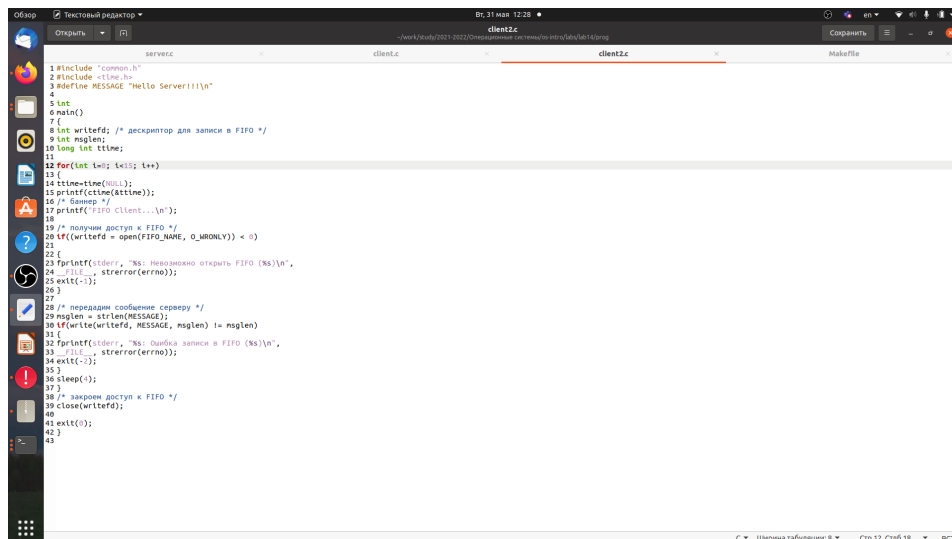 Обзор Текстовый редактор Вт, 31 мая 12:28 en
Открыть client2.c Сохранить
~/work/study/2021-2022/Операционные системы/os-intro/labs/lab14/prog
server.c client.c client2.c Makefile
1 #include "common.h"
2 #include <time.h>
3 #define MESSAGE "Hello Server!!!\n"
4
5 int
6 main()
7 {
8 int writefd; /* дескриптор для записи в FIFO */
9 int msglen;
10 long int ttime;
11
12 for(int i=0; i<15; i++)
13 {
14 ttime=time(NULL);
15 printf(ctime(&ttime));
16 /* баннер */
17 printf("FIFO Client...\n");
18
19 /* получим доступ к FIFO */
20 if((writefd = open(FIFO_NAME, O_WRONLY)) < 0)
21
22 {
23 fprintf(stderr, "%s: Невозможно открыть FIFO (%s)\n",
24 __FILE__, strerror(errno));
25 exit(-1);
26 }
27
28 /* передадим сообщение серверу */
29 msglen = strlen(MESSAGE);
30 if(write(writefd, MESSAGE, msglen) != msglen)
31 {
32 fprintf(stderr, "%s: Ошибка записи в FIFO (%s)\n",
33 __FILE__, strerror(errno));
34 exit(-2);
35 }
36 sleep(4);
37 }
38 /* закроем доступ к FIFO */
39 close(writefd);
40
41 exit(0);
42 }
43
C Ширина табуляции: 8 Стр 12, Стлб 18